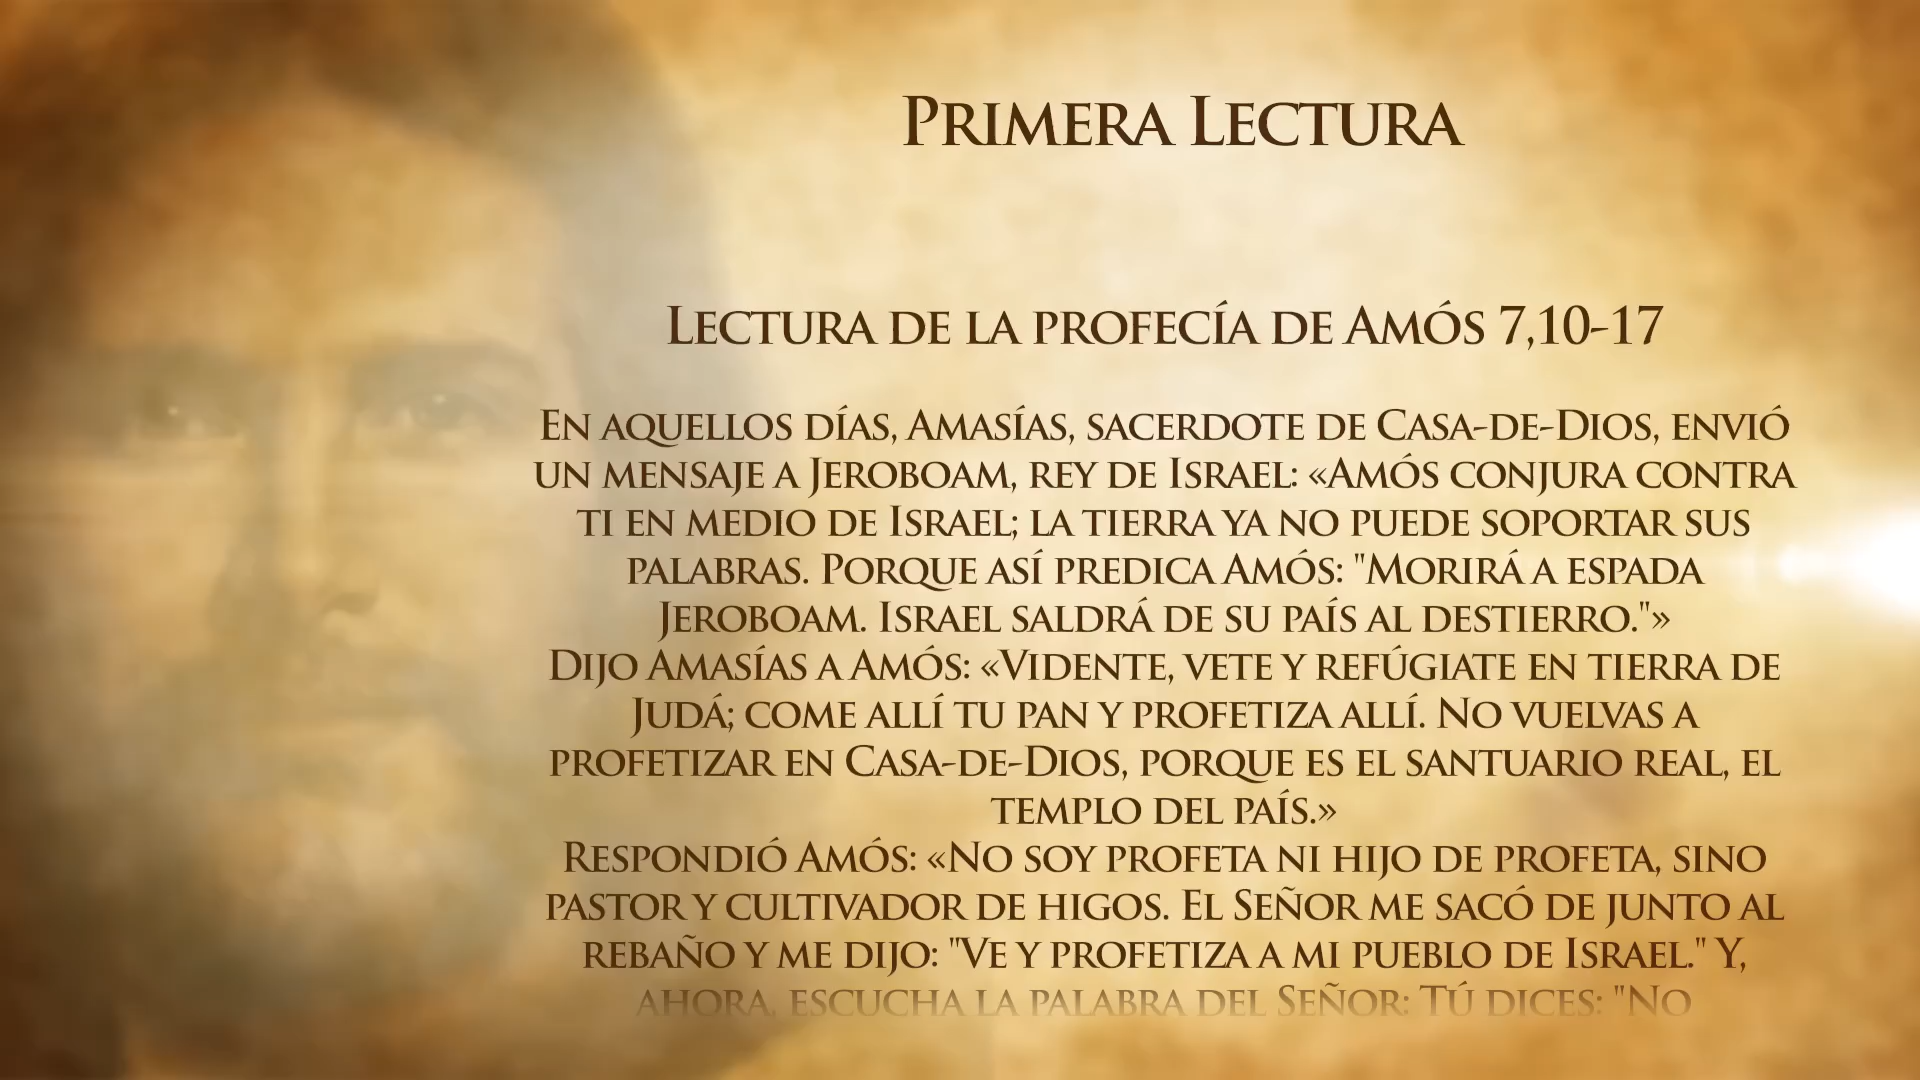 Primera Lectura
Lectura de la profecía de Amós 7,10-17
En aquellos días, Amasías, sacerdote de Casa-de-Dios, envió
un mensaje a Jeroboam, rey de Israel: «Amós conjura contra
ti en medio de Israel; la tierra ya no puede soportar sus
palabras. Porque así predica Amós: "Morirá a espada
Jeroboam. Israel saldrá de su país al destierro."»
Dijo Amasías a Amós: «Vidente, vete y refúgiate en tierra de
Judá; come allí tu pan y profetiza allí. No vuelvas a
profetizar en Casa-de-Dios, porque es el santuario real, el
templo del país.»
Respondió Amós: «No soy profeta ni hijo de profeta, sino
pastor y cultivador de higos. El Señor me sacó de junto al
rebaño y me dijo: "Ve y profetiza a mi pueblo de Israel." Y,
ahora, escucha la palabra del Señor: Tú dices: "No